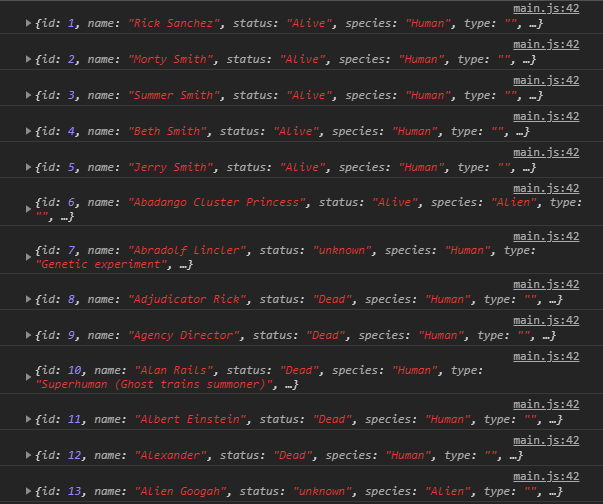 main.js:42
{id: 1, name: "Rick Sanchez", status: "Alive", species: "Human", type: "", …}
main.js:42
{id: 2, name: "Morty Smith", status: "Alive", species: "Human", type: "", …}
main.js:42
{id: 3, name: "Summer Smith", status: "Alive", species: "Human", type: "", …}
main.js:42
{id: 4, name: "Beth Smith", status: "Alive", species: "Human", type: "", …}
main.js:42
{id: 5, name: "Jerry Smith", status: "Alive", species: "Human", type: "", …}
main.js:42
{id: 6, name: "Abadango Cluster Princess", status: "Alive", species: "Alien", type:
"", …}
main.js:42
{id: 7, name: "Abradolf Lincler", status: "unknown", species: "Human", type:
"Genetic experiment", …}
main.js:42
{id: 8, name: "Adjudicator Rick", status: "Dead", species: "Human", type: "", …}
main.js:42
{id: 9, name: "Agency Director", status: "Dead", species: "Human", type: "", …}
main.js:42
{id: 10, name: "Alan Rails", status: "Dead", species: "Human", type:
"Superhuman (Ghost trains summoner)", …}
main.js:42
{id: 11, name: "Albert Einstein", status: "Dead", species: "Human", type: "", …}
main.js:42
{id: 12, name: "Alexander", status: "Dead", species: "Human", type: "", …}
main.js:42
{id: 13, name: "Alien Googah", status: "unknown", species: "Alien", type: "", …}